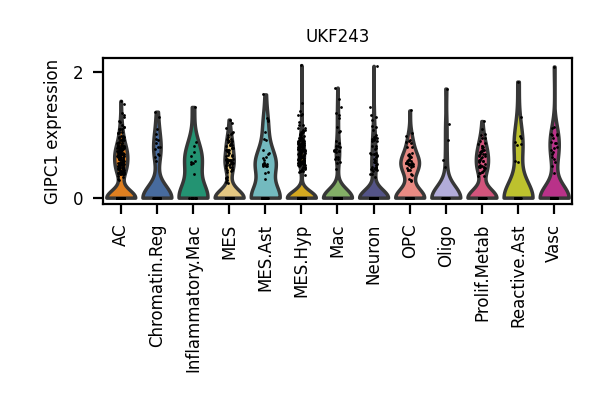 UKF243
GIPC1 expression
2
0
AC
Chromatin.Reg
Inflammatory.Mac
MES
MES.Ast
MES.Hyp
Mac
Neuron
OPC
Oligo
Prolif.Metab
Reactive.Ast
Vasc